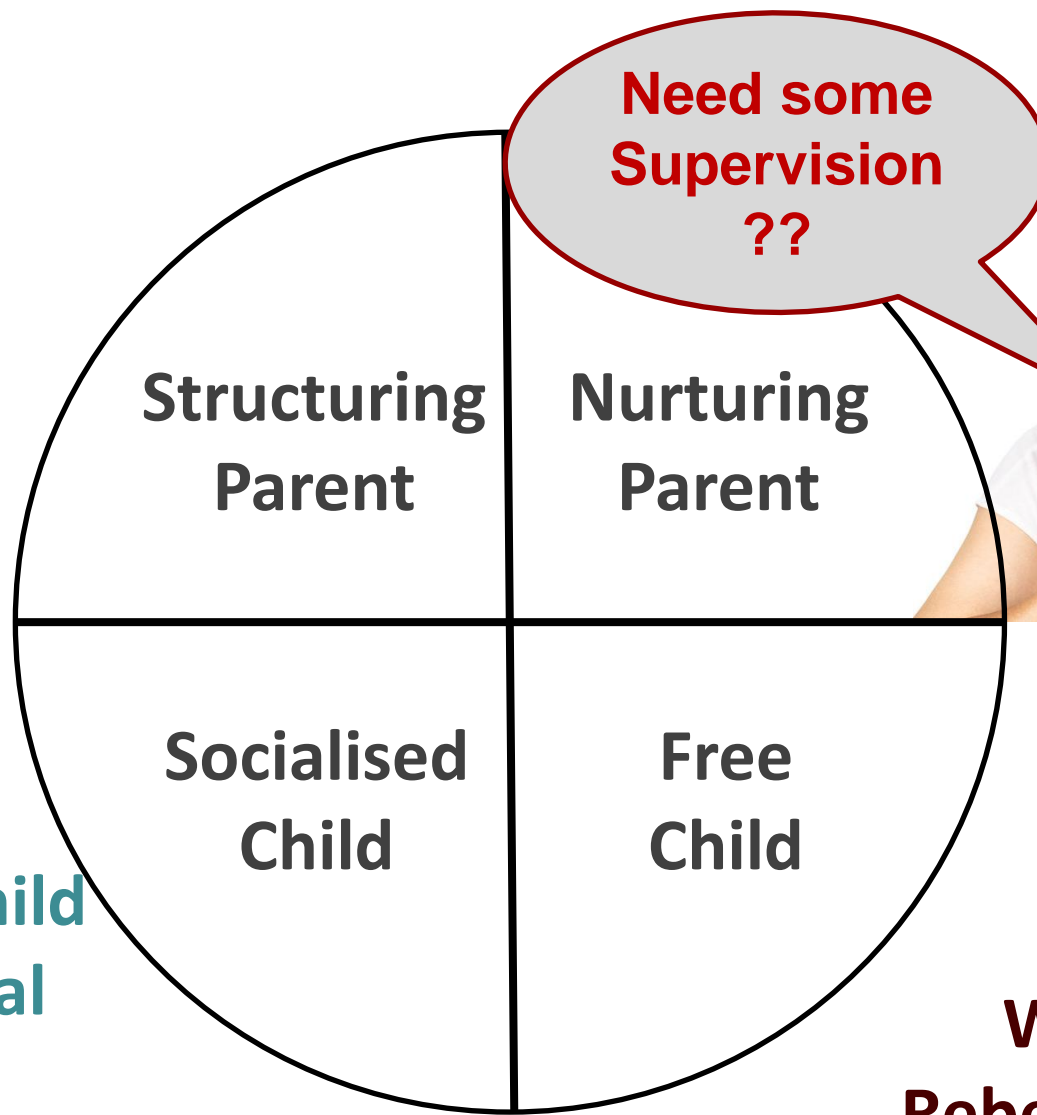 Need some
Supervision
??
Structuring
Parent
Nurturing
Parent
Socialised
Child
Free
Child